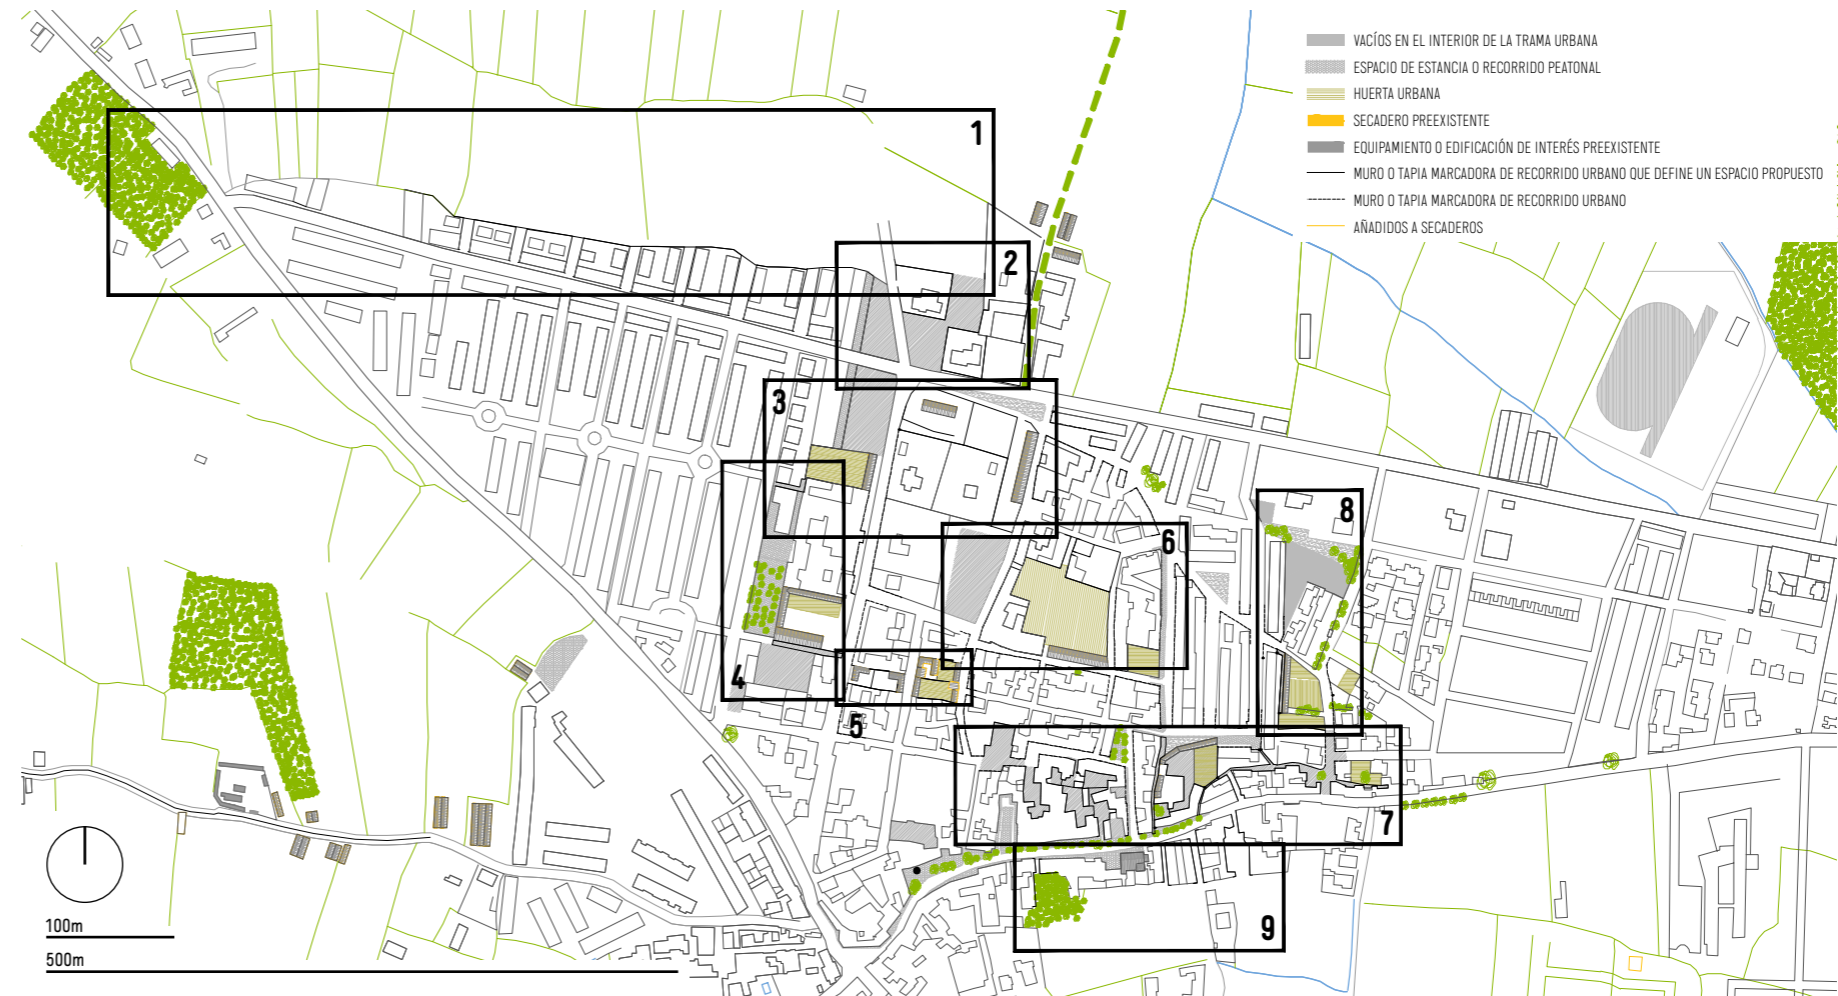 VACÍOS EN EL INTERIOR DE LA TRAMA URBANA
ESPACIO DE ESTANCIA O RECORRIDO PEATONAL
HUERTA URBANA
SECADERO PREEXISTENTE
EQUIPAMIENTO O EDIFICACIÓN DE INTERÉS PREEXISTENTE
MURO O TAPIA MARCADORA DE RECORRIDO URBANO QUE DEFINE UN ESPACIO PROPUESTO
MURO O TAPIA MARCADORA DE RECORRIDO URBANO
AÑADIDOS A SECADEROS
1
2
3
4
5
6
7
8
9
100m
500m